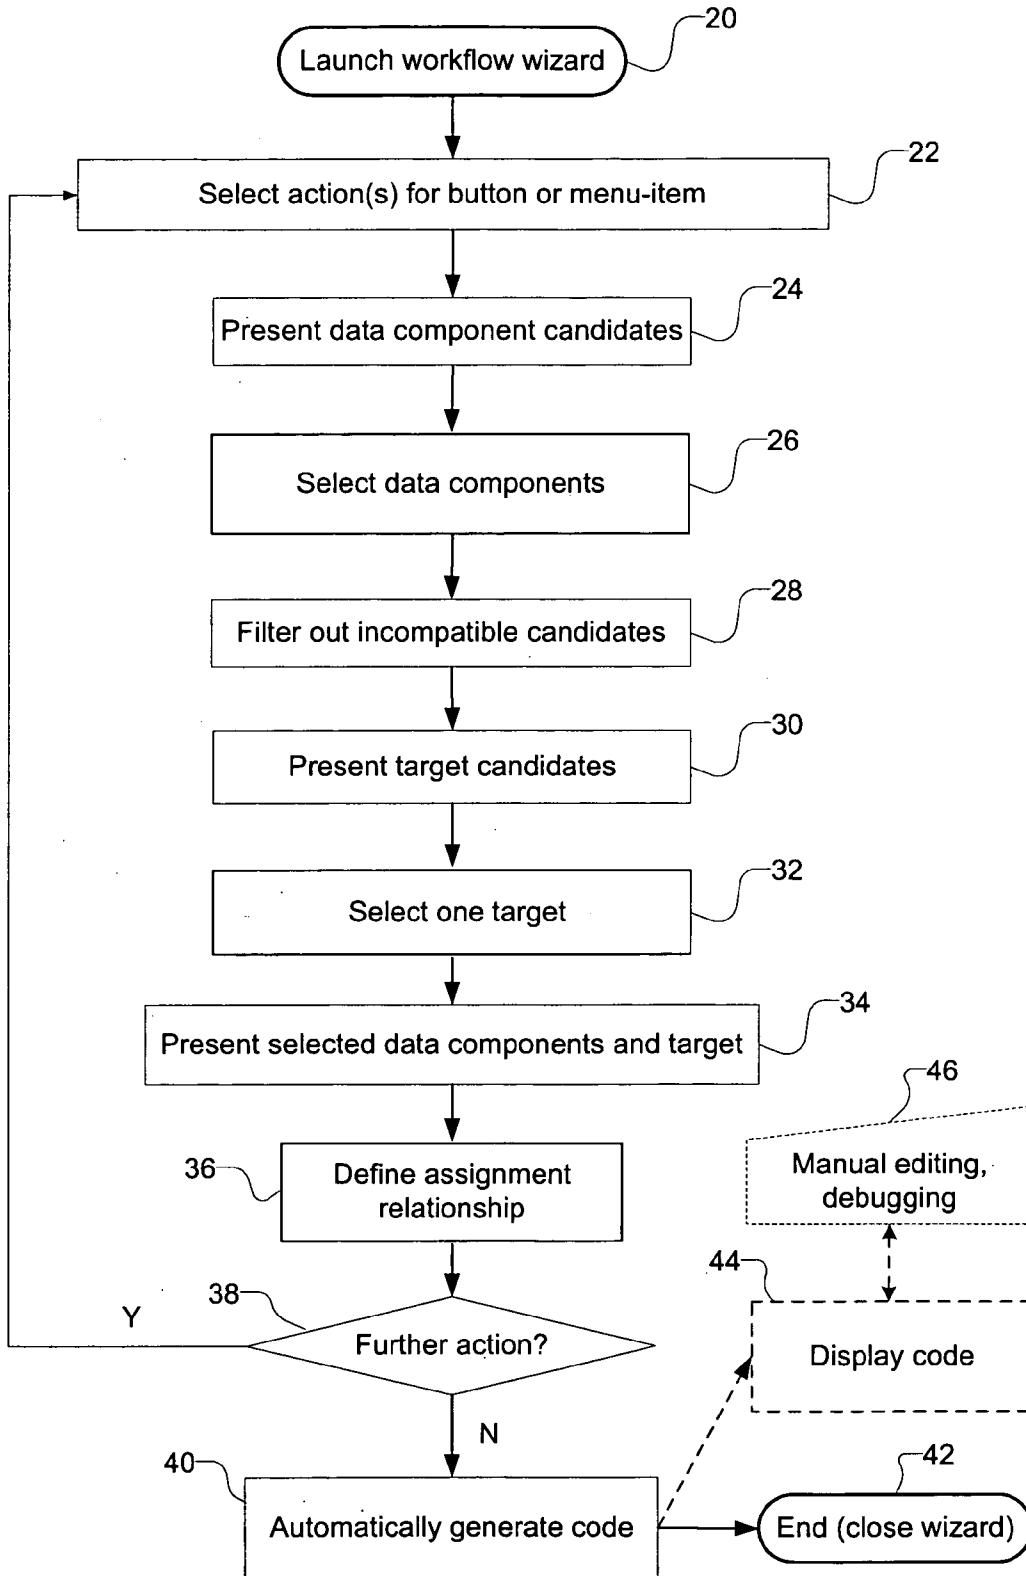 20
Launch workflow wizard
22
Select action(s) for button or menu-item
24
Present data component candidates
26
Select data components
28
Filter out incompatible candidates
30
Present target candidates
32
Select one target
34
Present selected data components and target
46
36
Define assignment
relationship
Manual editing,
debugging
44
38
Y
Further action?
Display code
N
40
42
Automatically generate code
End (close wizard)